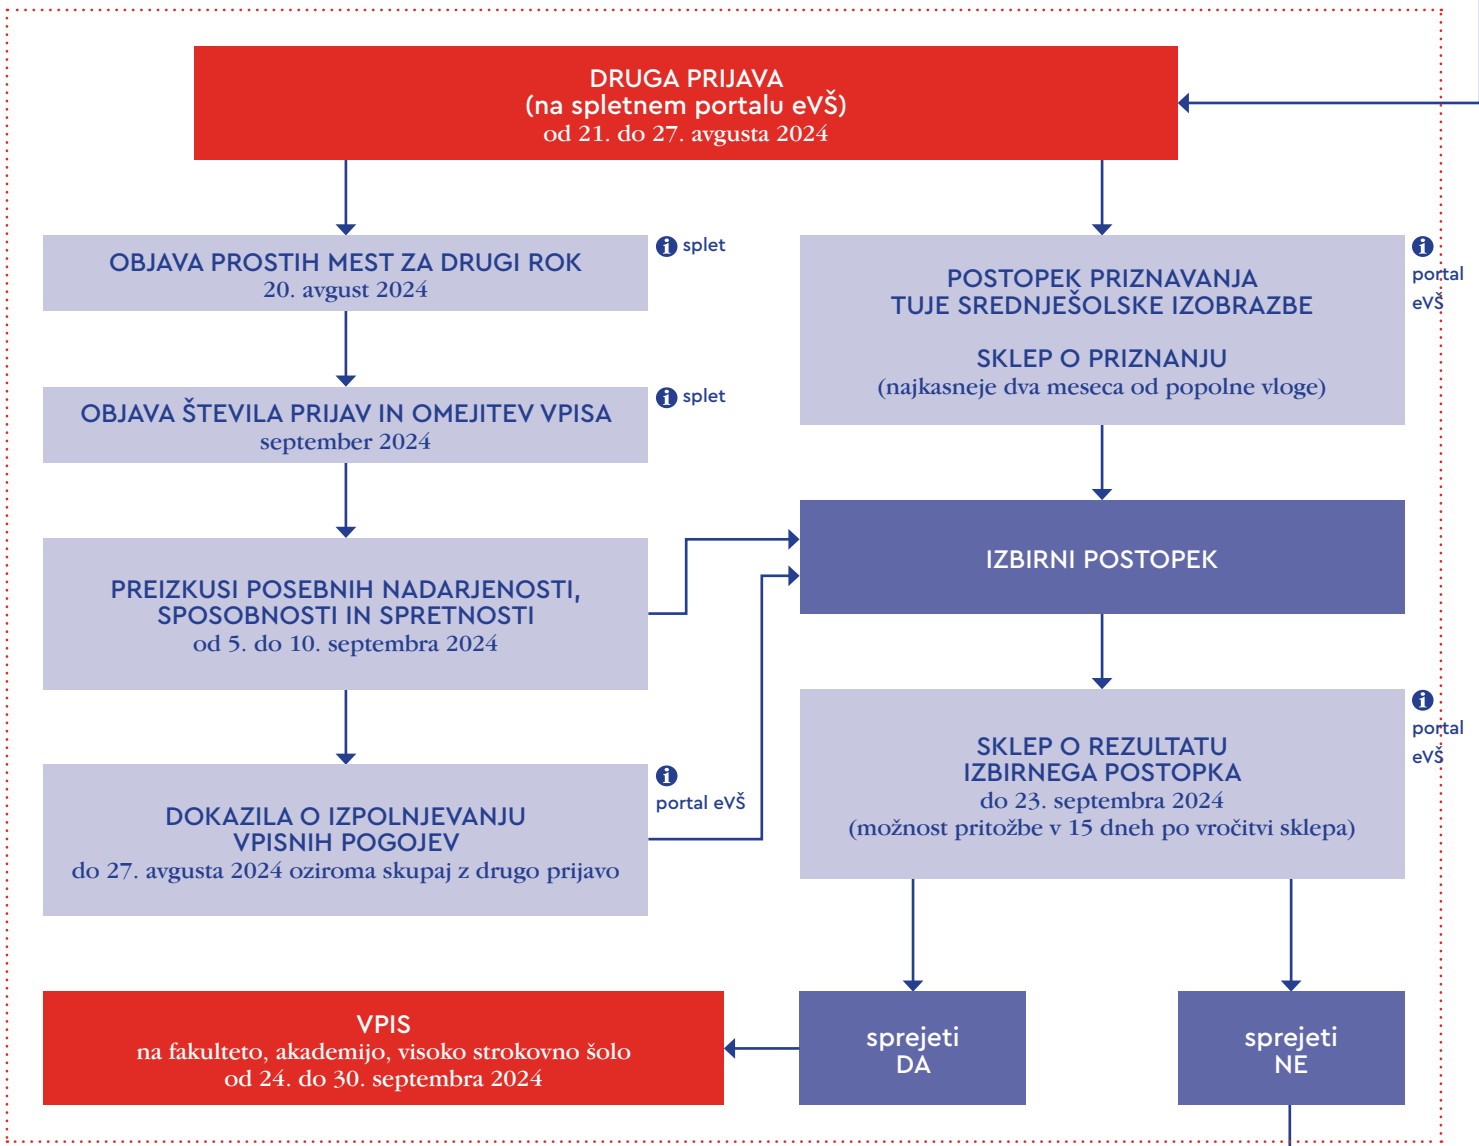 DRUGA PRIJAVA
(na spletnem portalu eVŠ)
od 21. do 27. avgusta 2024
OBJAVA PROSTIH MEST ZA DRUGI ROK
20. avgust 2024
splet
OBJAVA ŠTEVILA PRIJAV IN OMEJITEV VPISA
september 2024
splet
PREIZKUSI POSEBNIH NADARJENOSTI,
SPOSOBNOSTI IN SPRETNOSTI
od 5. do 10. septembra 2024
DOKAZILA O IZPOLNJEVANJU
VPISNIH POGOJEV
do 27. avgusta 2024 oziroma skupaj z drugo prijavo
portal eVŠ
POSTOPEK PRIZNAVANJA
TUJE SREDNJEŠOLSKE IZOBRAZBE
SKLEP O PRIZNANJU
(najkasneje dva meseca od popolne vloge)
portal
eVŠ
IZBIRNI POSTOPEK
SKLEP O REZULTATU
IZBIRNEGA POSTOPKA
do 23. septembra 2024
(možnost pritožbe v 15 dneh po vročitvi sklepa)
portal
eVŠ
VPIS
na fakulteto, akademijo, visoko strokovno šolo
od 24. do 30. septembra 2024
sprejeti
DA
sprejeti
NE